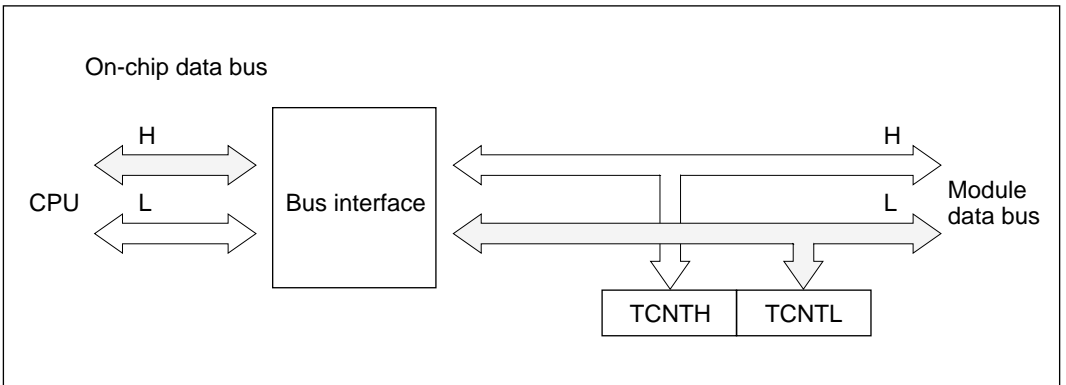 On-chip data bus
H
H
CPU
L
Bus interface
L
Module
data bus
TCNTH
TCNTL